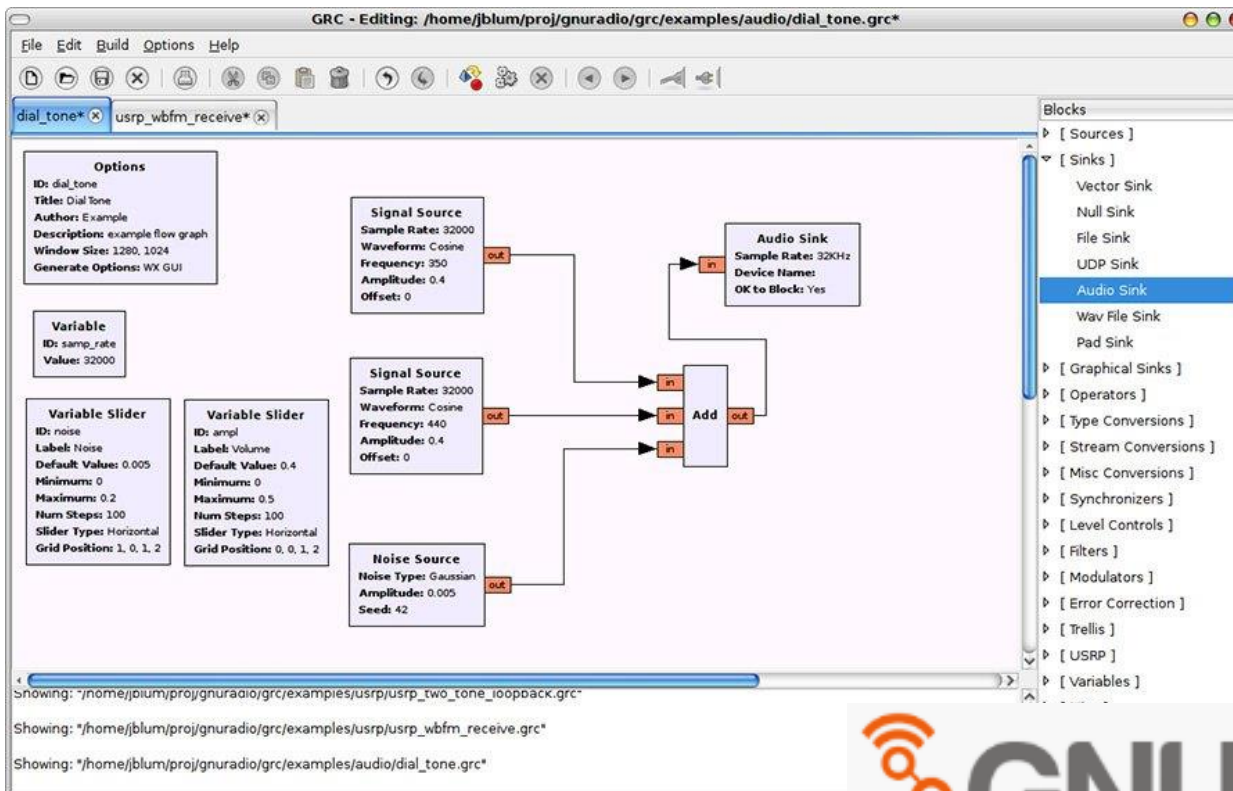 GRC - Editing: /home/jblum/proj/gnuradio/grc/examples/audio/dial_tone.grc*
File Edit Build Options Help
dial_tone* usrp_wbfm_receive*
Options
ID: dial_tone
Title: Dial Tone
Author: Example
Description: example flow graph
Window Size: 1280, 1024
Generate Options: WX GUI
Variable
ID: samp_rate
Value: 32000
Variable Slider
ID: noise
Label: Noise
Default Value: 0.005
Minimum: 0
Maximum: 0.2
Num Steps: 100
Slider Type: Horizontal
Grid Position: 1, 0, 1, 2
Variable Slider
ID: ampl
Label: Volume
Default Value: 0.4
Minimum: 0
Maximum: 0.5
Num Steps: 100
Slider Type: Horizontal
Grid Position: 0, 0, 1, 2
Signal Source
Sample Rate: 32000
Waveform: Cosine
Frequency: 350
Amplitude: 0.4
Offset: 0
out
Signal Source
Sample Rate: 32000
Waveform: Cosine
Frequency: 440
Amplitude: 0.4
Offset: 0
out
Noise Source
Noise Type: Gaussian
Amplitude: 0.005
Seed: 42
out
in
in
in
Add
out
in
Audio Sink
Sample Rate: 32KHz
Device Name:
OK to Block: Yes
Blocks
[ Sources ]
[ Sinks ]
Vector Sink
Null Sink
File Sink
UDP Sink
Audio Sink
Wav File Sink
Pad Sink
[ Graphical Sinks ]
[ Operators ]
[ Type Conversions ]
[ Stream Conversions ]
[ Misc Conversions ]
[ Synchronizers ]
[ Level Controls ]
[ Filters ]
[ Modulators ]
[ Error Correction ]
[ Trellis ]
[ USRP ]
[ Variables ]
Showing: "/home/jblum/proj/gnuradio/grc/examples/usrp/usrp_two_tone_loopback.grc"
Showing: "/home/jblum/proj/gnuradio/grc/examples/usrp/usrp_wbfm_receive.grc"
Showing: "/home/jblum/proj/gnuradio/grc/examples/audio/dial_tone.grc"
GNU